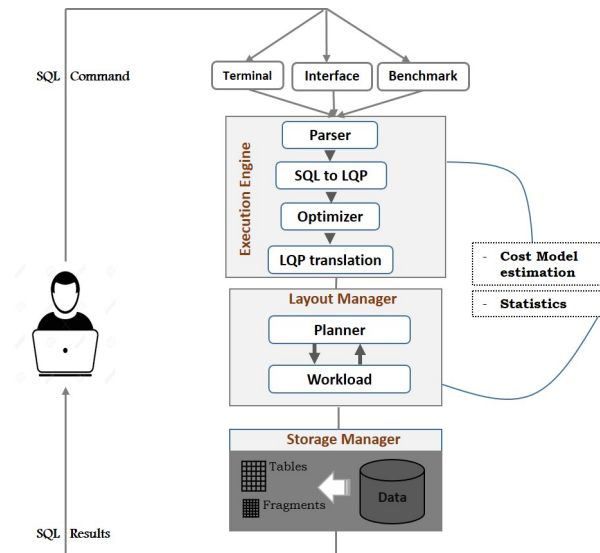 SQL Command
Terminal
Interface
Benchmark
Execution Engine
Parser
SQL to LQP
Optimizer
LQP translation
- Cost Model
estimation
- Statistics
Layout Manager
Planner
Workload
Storage Manager
Tables
Fragments
Data
SQL Results